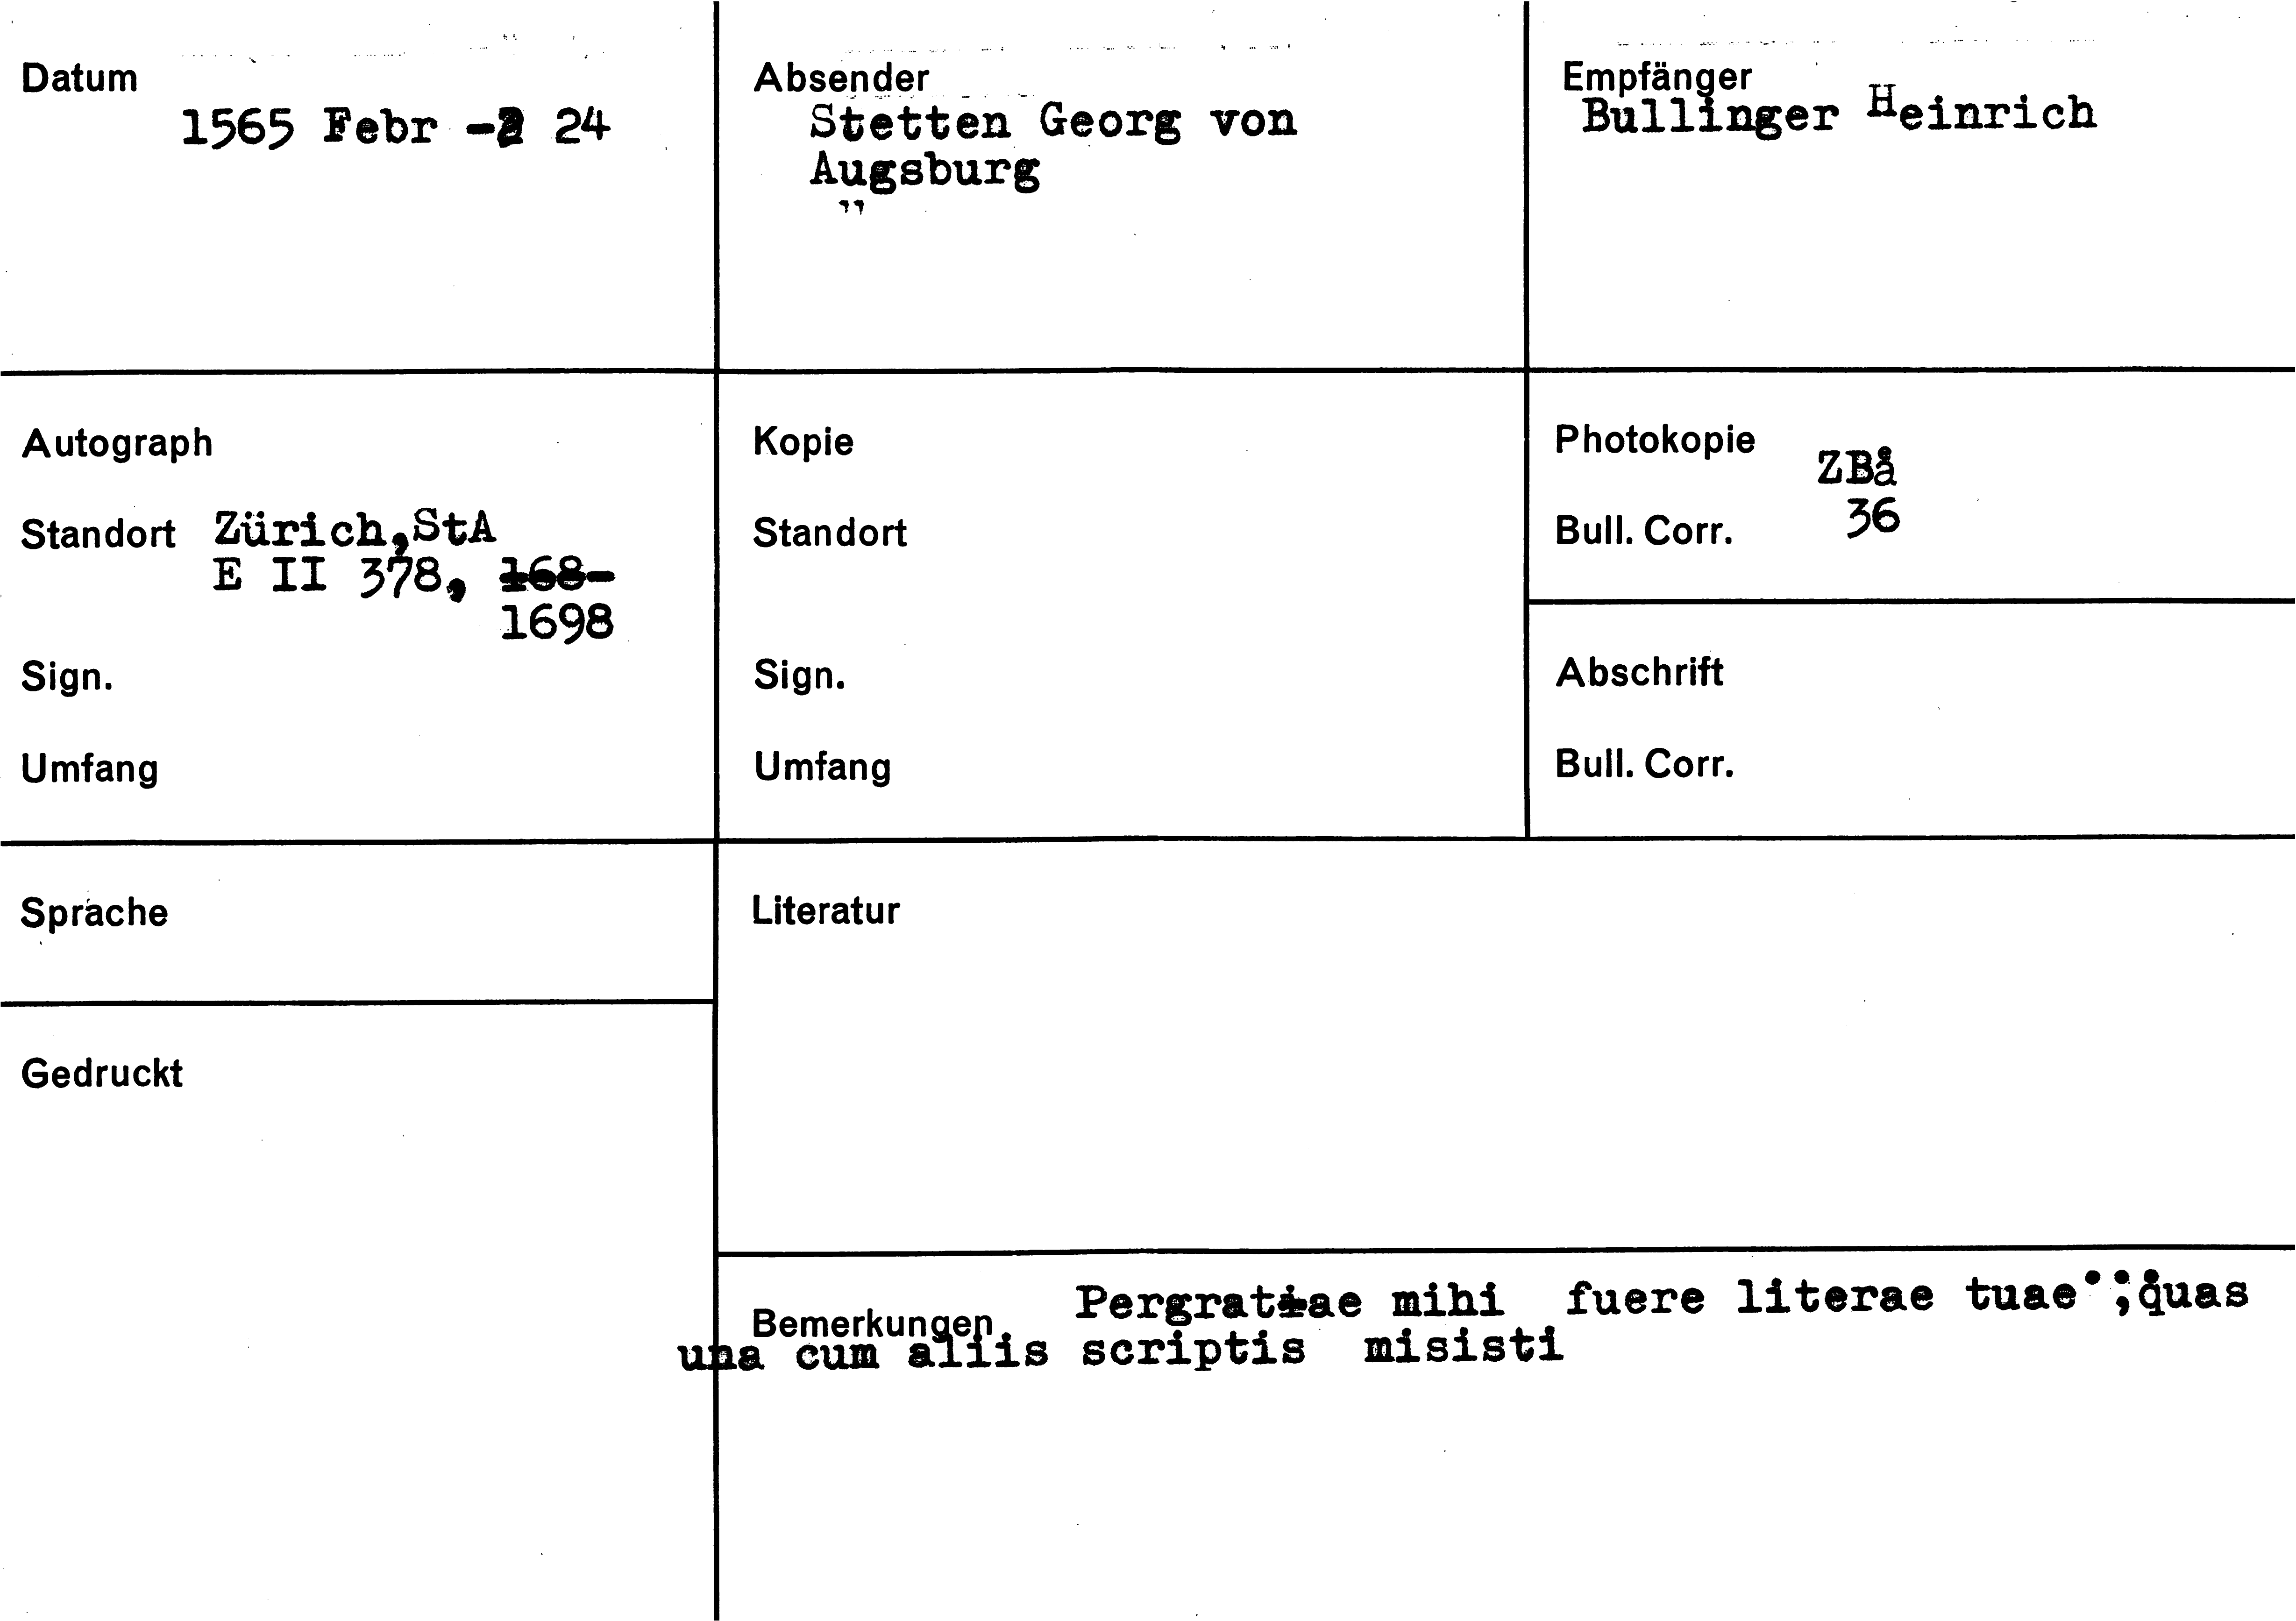 Datum
1565 Febr - 24
Absender
Stetten Georg von
Augsburg
"
Empfänger
Bullinger Heinrich
Autograph
Standort Zürich,StA
E II 378, 168-
1698
Sign.
Umfang
Kopie
Standort
Sign.
Umfang
Photokopie ZBå
Bull. Corr. 36
Abschrift
Bull. Corr.
Sprache
Literatur
Gedruckt
Bemerkungen Pergratiae mihi fuere literae tuae ; quas
una cum aliis scriptis misisti